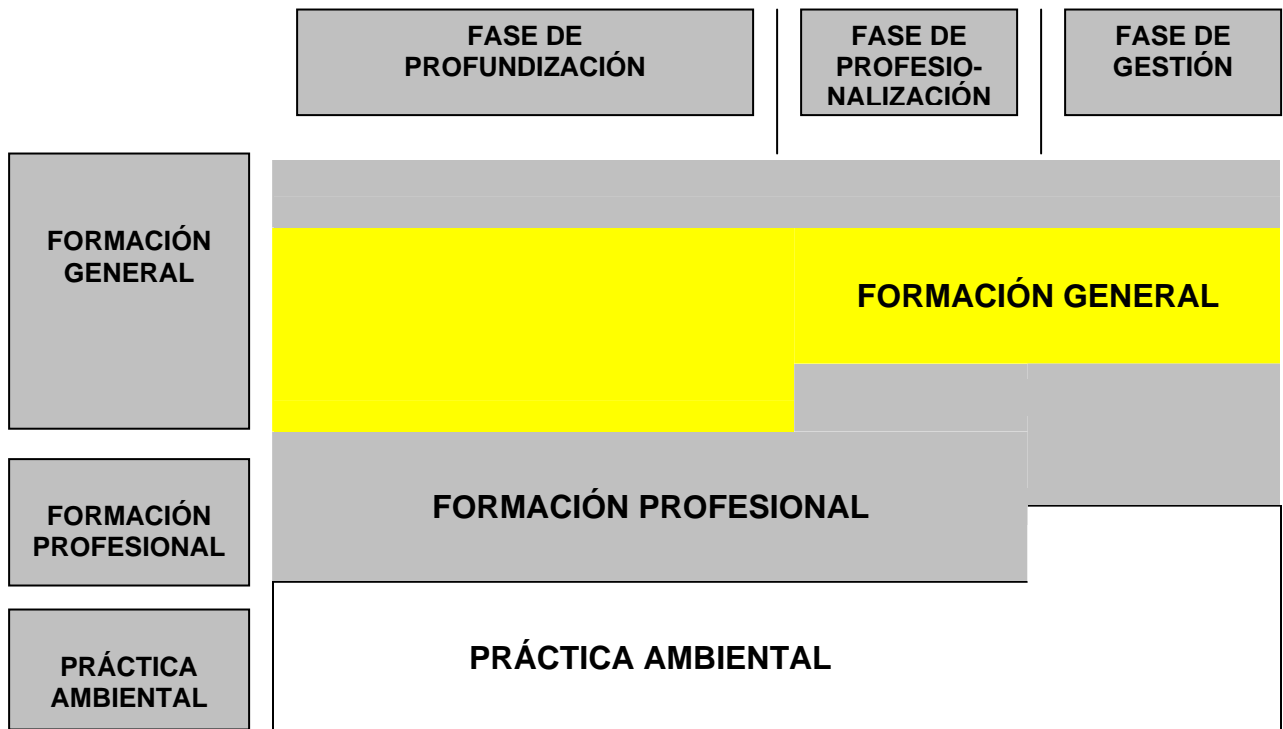 FASE DE
PROFUNDIZACIÓN
FASE DE
PROFESIO-
NALIZACIÓN
FASE DE
GESTIÓN
FORMACIÓN
GENERAL
FORMACIÓN GENERAL
FORMACIÓN
PROFESIONAL
FORMACIÓN PROFESIONAL
PRÁCTICA
AMBIENTAL
PRÁCTICA AMBIENTAL